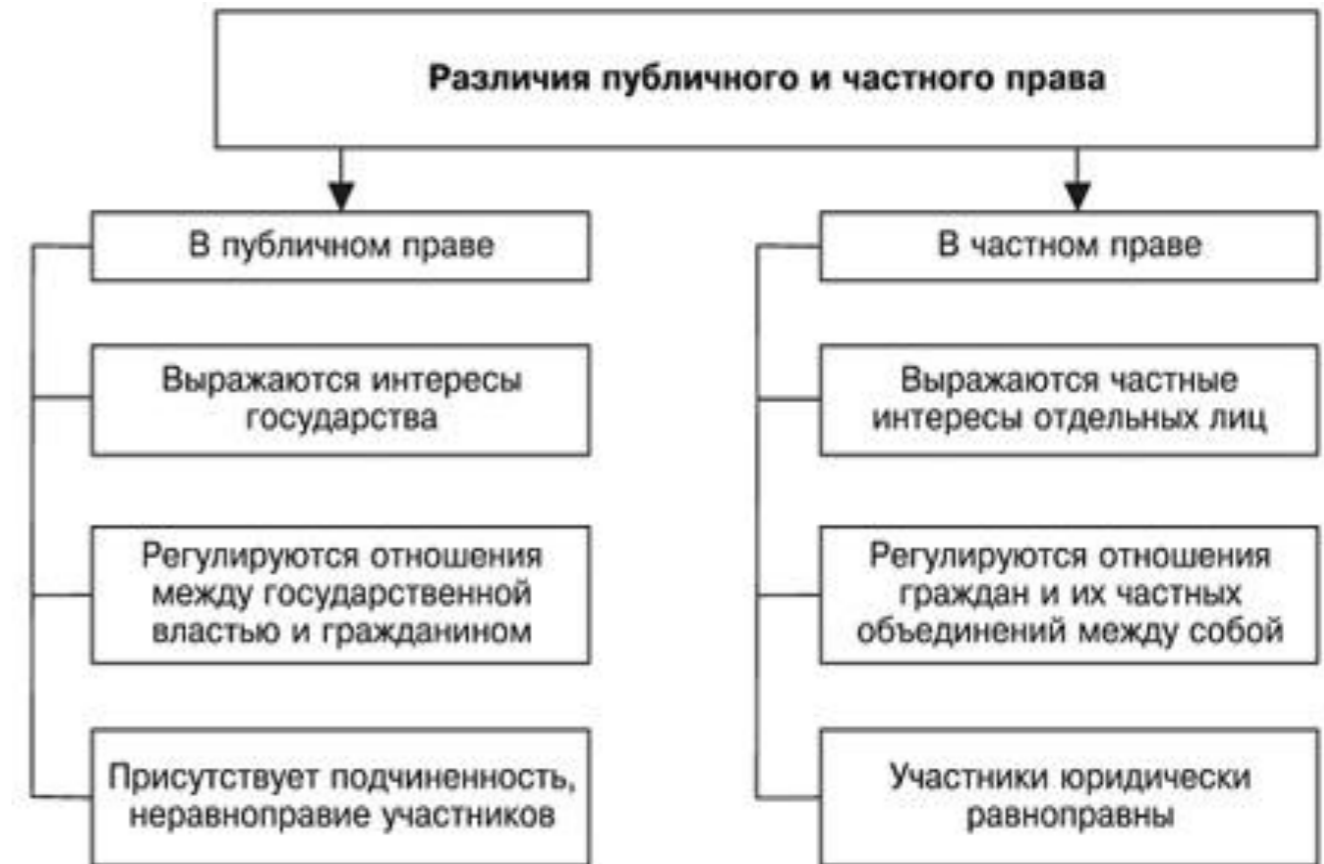 Различия публичного и частного права
В публичном праве
Выражаются интересы
государства
Регулируются отношения
между государственной
властью и гражданином
Присутствует подчиненность,
неравноправие участников
В частном праве
Выражаются частные
интересы отдельных лиц
Регулируются отношения
граждан и их частных
объединений между собой
Участники юридически
равноправны